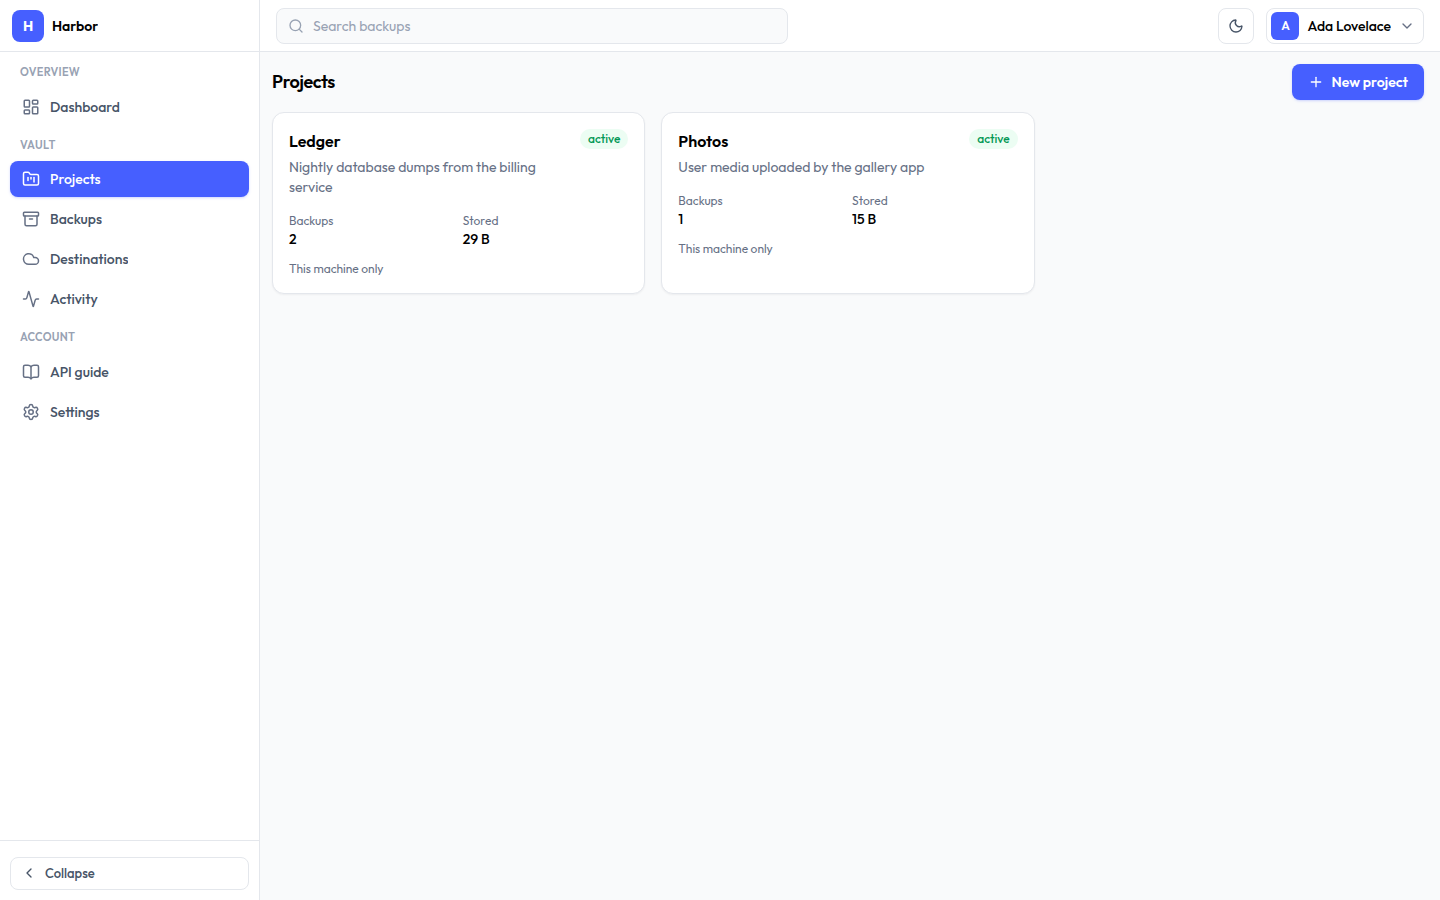 H Harbor
Search backups
A Ada Lovelace
OVERVIEW
Dashboard
VAULT
Projects
Backups
Destinations
Activity
ACCOUNT
API guide
Settings
Collapse
Projects
New project
Ledger
active
Nightly database dumps from the billing
service
Backups
Stored
2
29 B
This machine only
Photos
active
User media uploaded by the gallery app
Backups
Stored
1
15 B
This machine only